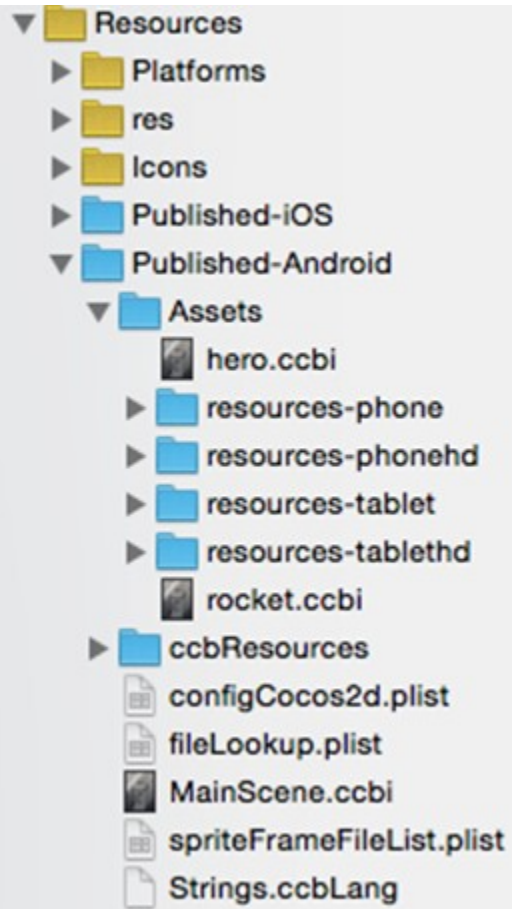 Resources
Platforms
res
Icons
Published-iOS
Published-Android
Assets
hero.ccbi
resources-phone
resources-phonehd
resources-tablet
resources-tablethd
rocket.ccbi
ccbResources
configCocos2d.plist
fileLookup.plist
MainScene.ccbi
spriteFrameFileList.plist
Strings.ccbLang